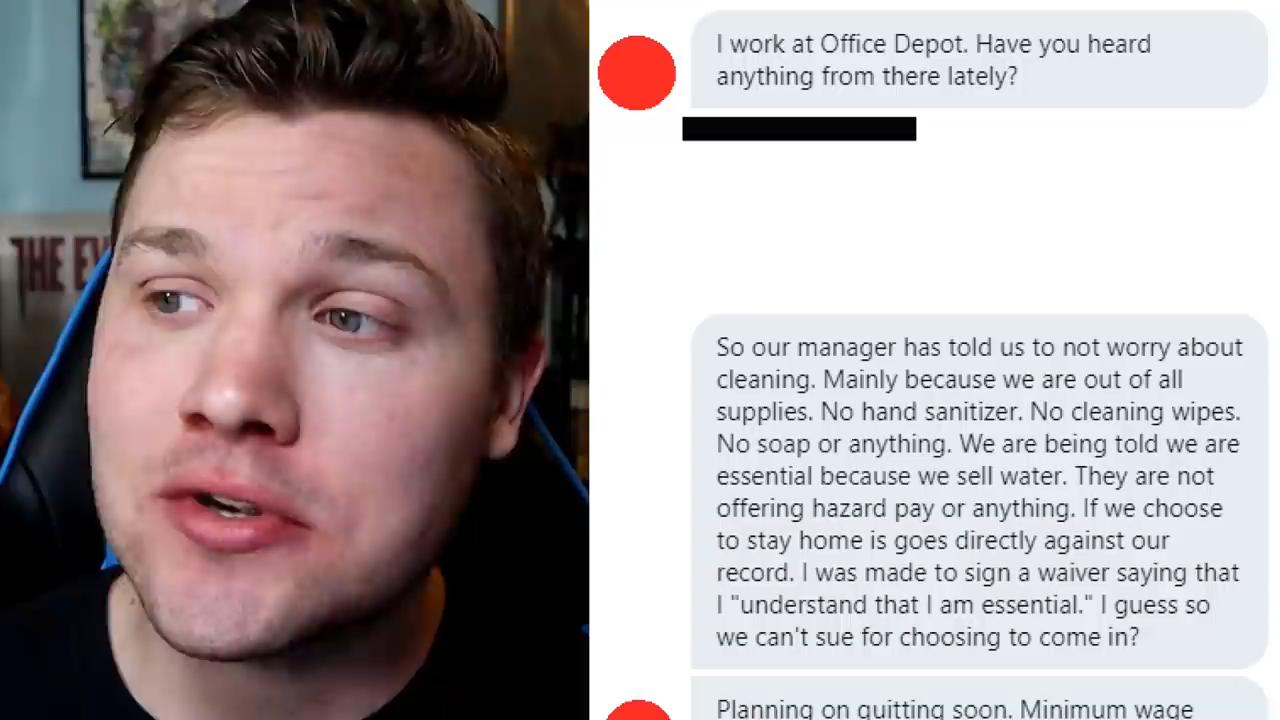 THE EV
I work at Office Depot. Have you heard
anything from there lately?
So our manager has told us to not worry about
cleaning. Mainly because we are out of all
supplies. No hand sanitizer. No cleaning wipes.
No soap or anything. We are being told we are
essential because we sell water. They are not
offering hazard pay or anything. If we choose
to stay home is goes directly against our
record. I was made to sign a waiver saying that
I "understand that I am essential." I guess so
we can't sue for choosing to come in?
Planning on quitting soon. Minimum wage